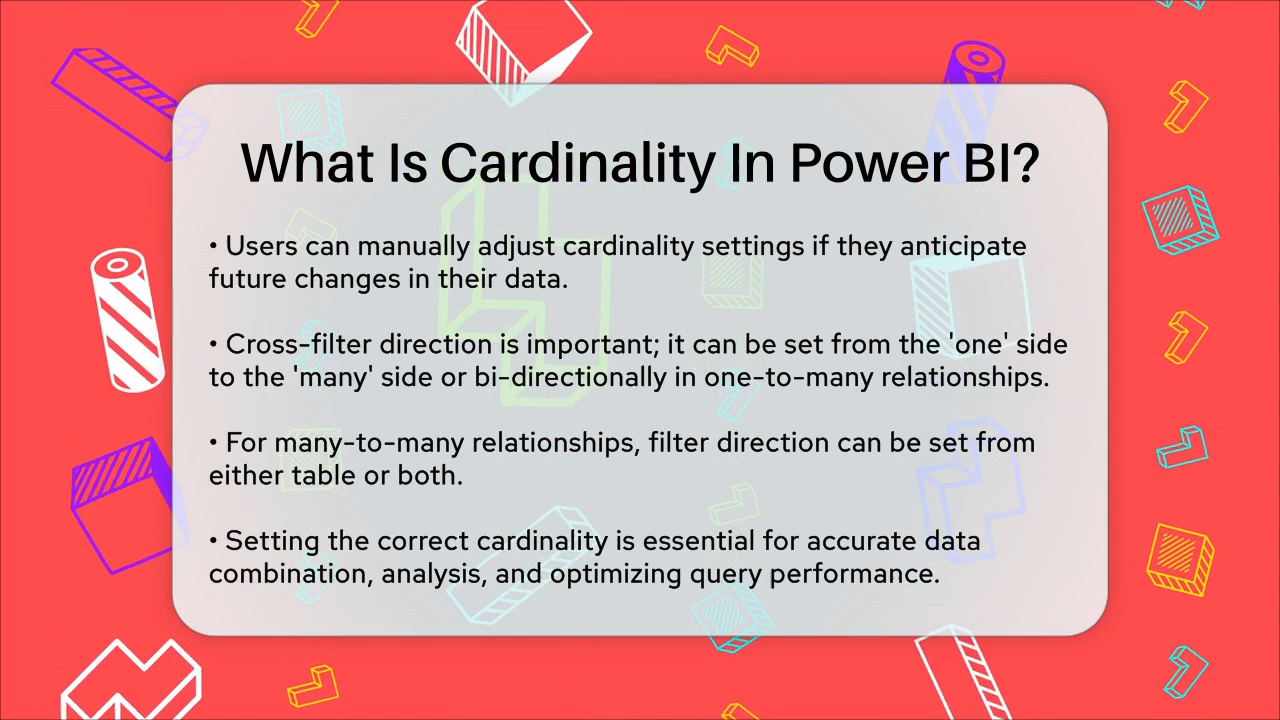 What Is Cardinality In Power BI?
• Users can manually adjust cardinality settings if they anticipate
future changes in their data.
• Cross-filter direction is important; it can be set from the 'one' side
to the 'many' side or bi-directionally in one-to-many relationships.
• For many-to-many relationships, filter direction can be set from
either table or both.
• Setting the correct cardinality is essential for accurate data
combination, analysis, and optimizing query performance.